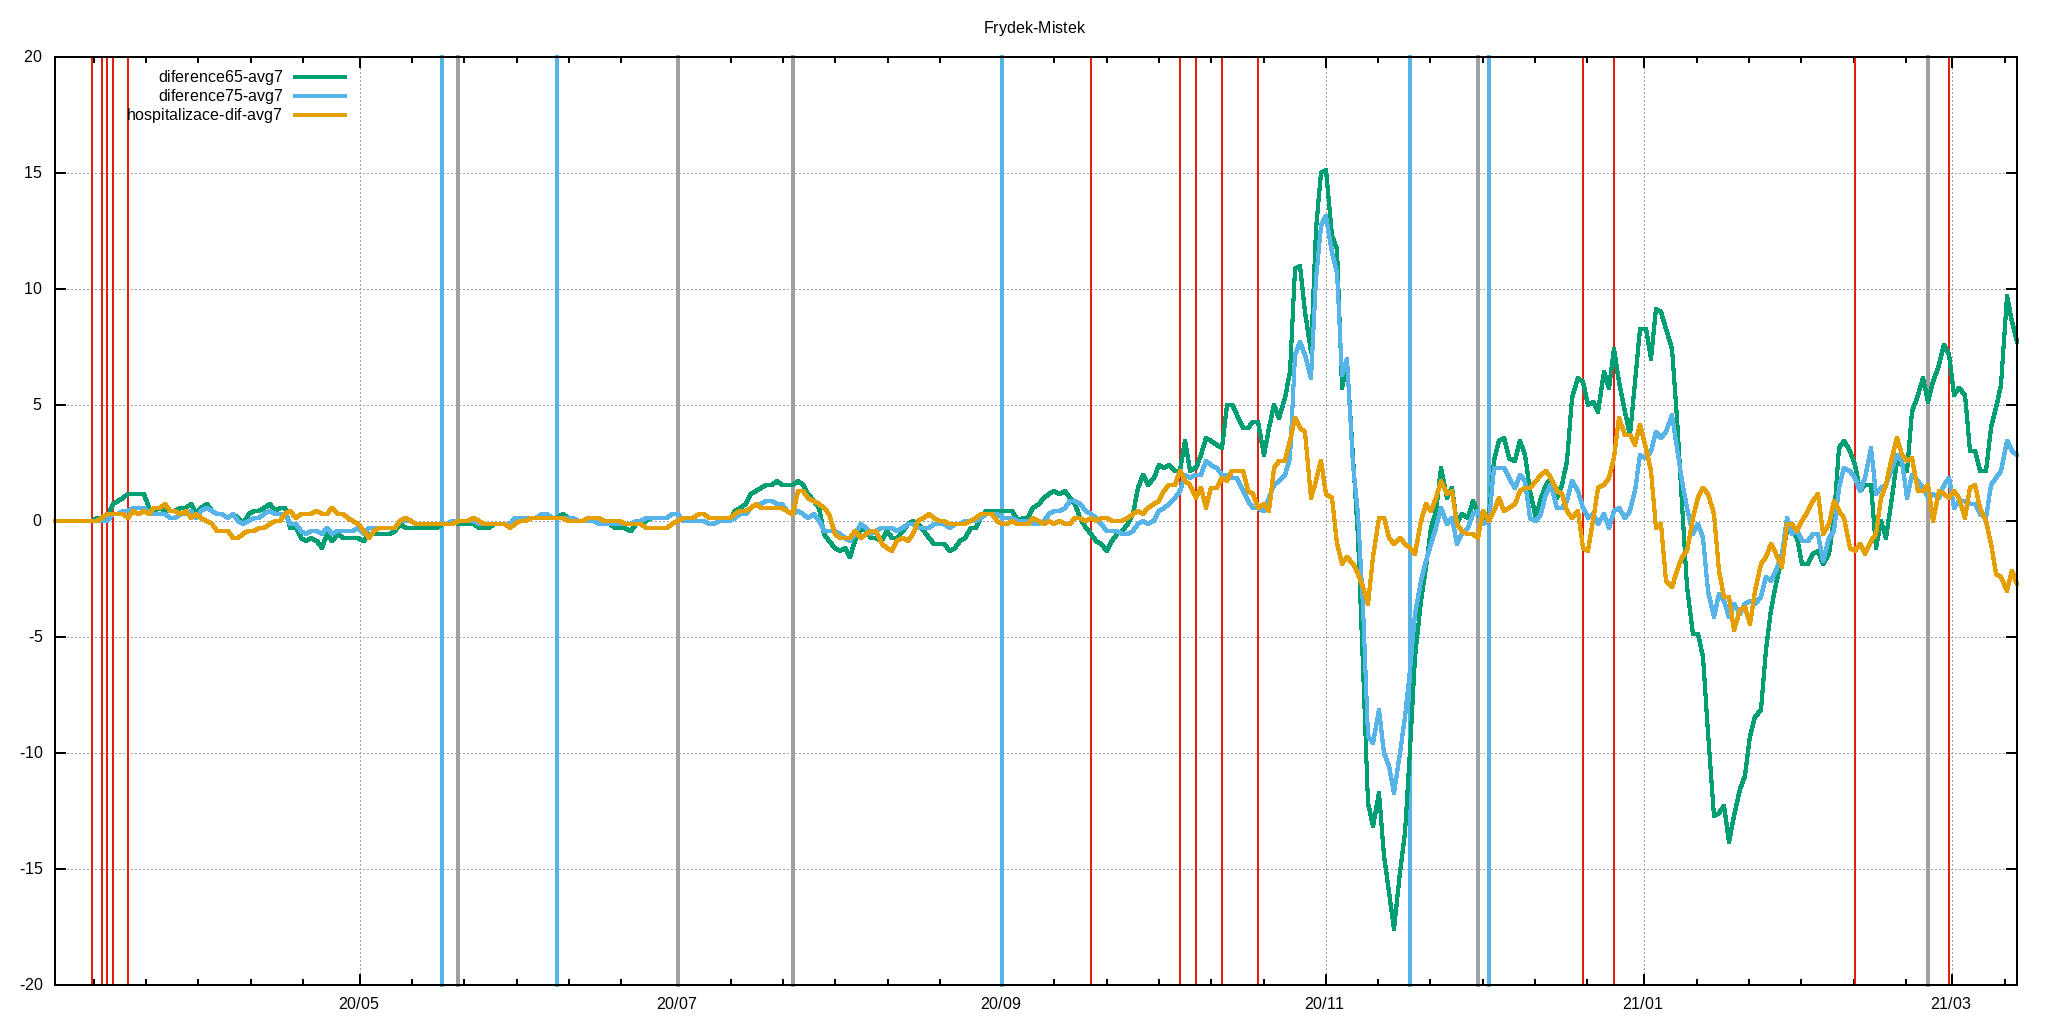 Frydek-Mistek
20
diference65-avg7
diference75-avg7
hospitalizace-dif-avg7
15
10
5
0
-5
-10
-15
-20
20/05 20/07 20/09 20/11 21/01 21/03